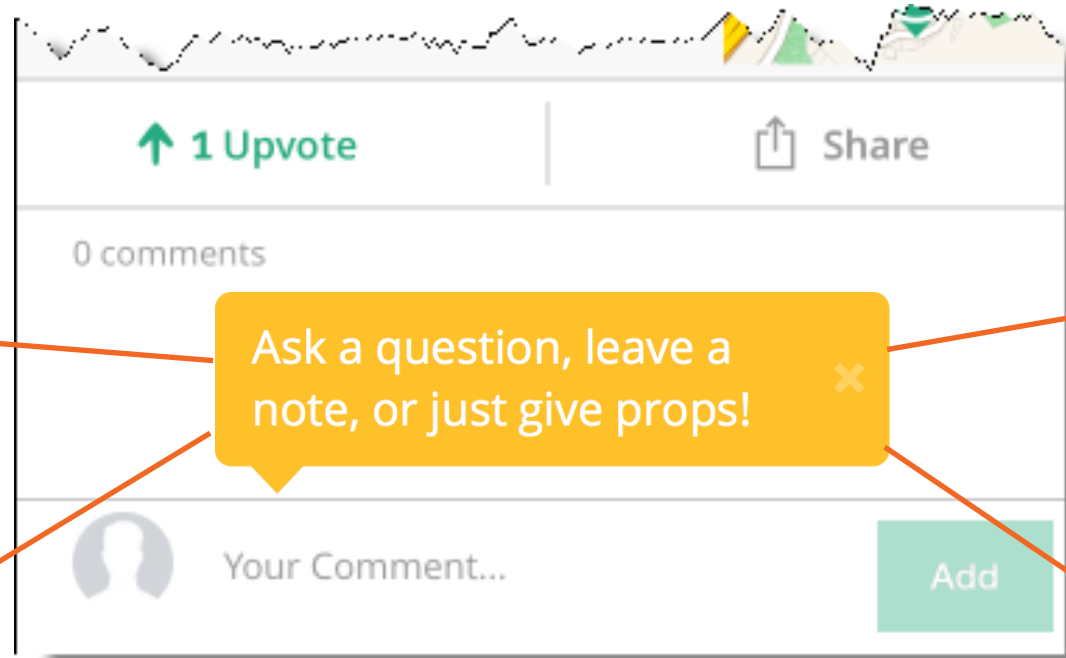 1 Upvote
Share
0 comments
Ask a question, leave a
note, or just give props!
Your Comment...
Add